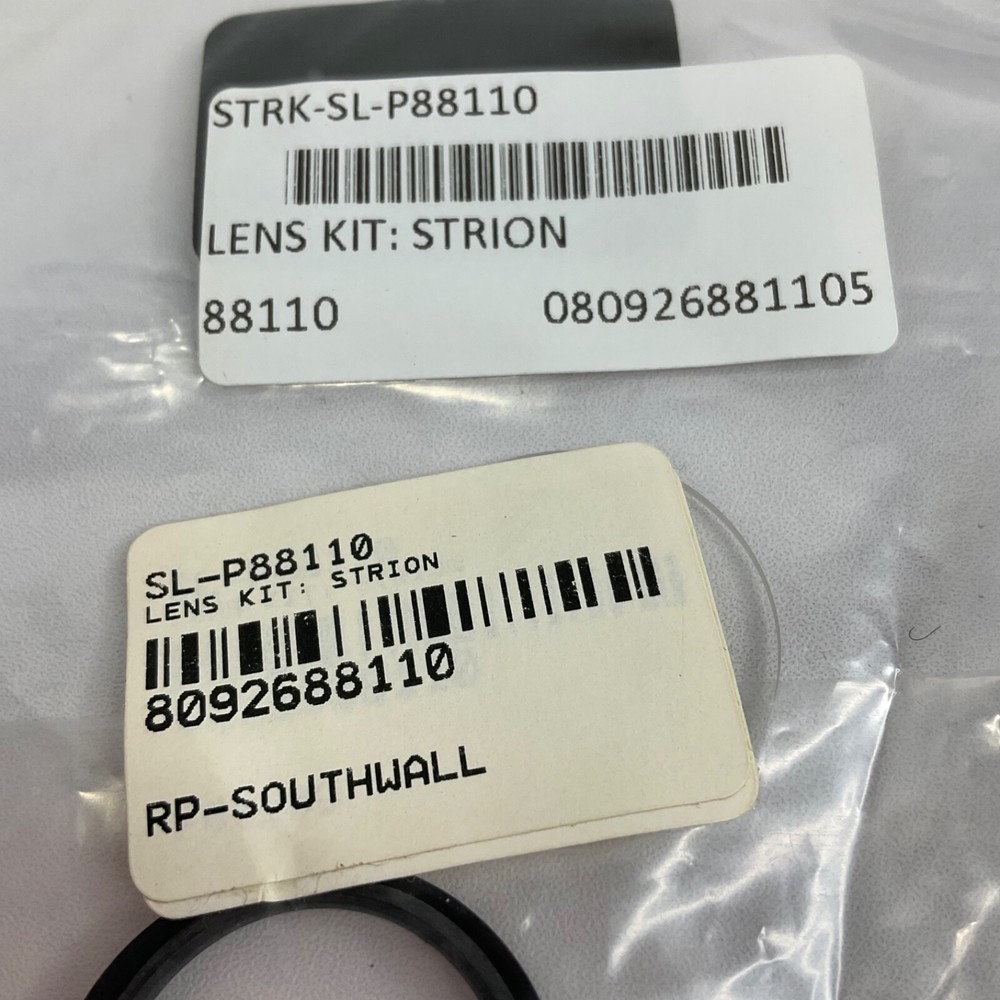 STRK-SL-P88110
LENS KIT: STRION
88110 080926881105
SL-P88110
LENS KIT: STRION
8092688110
RP-SOUTHWALL